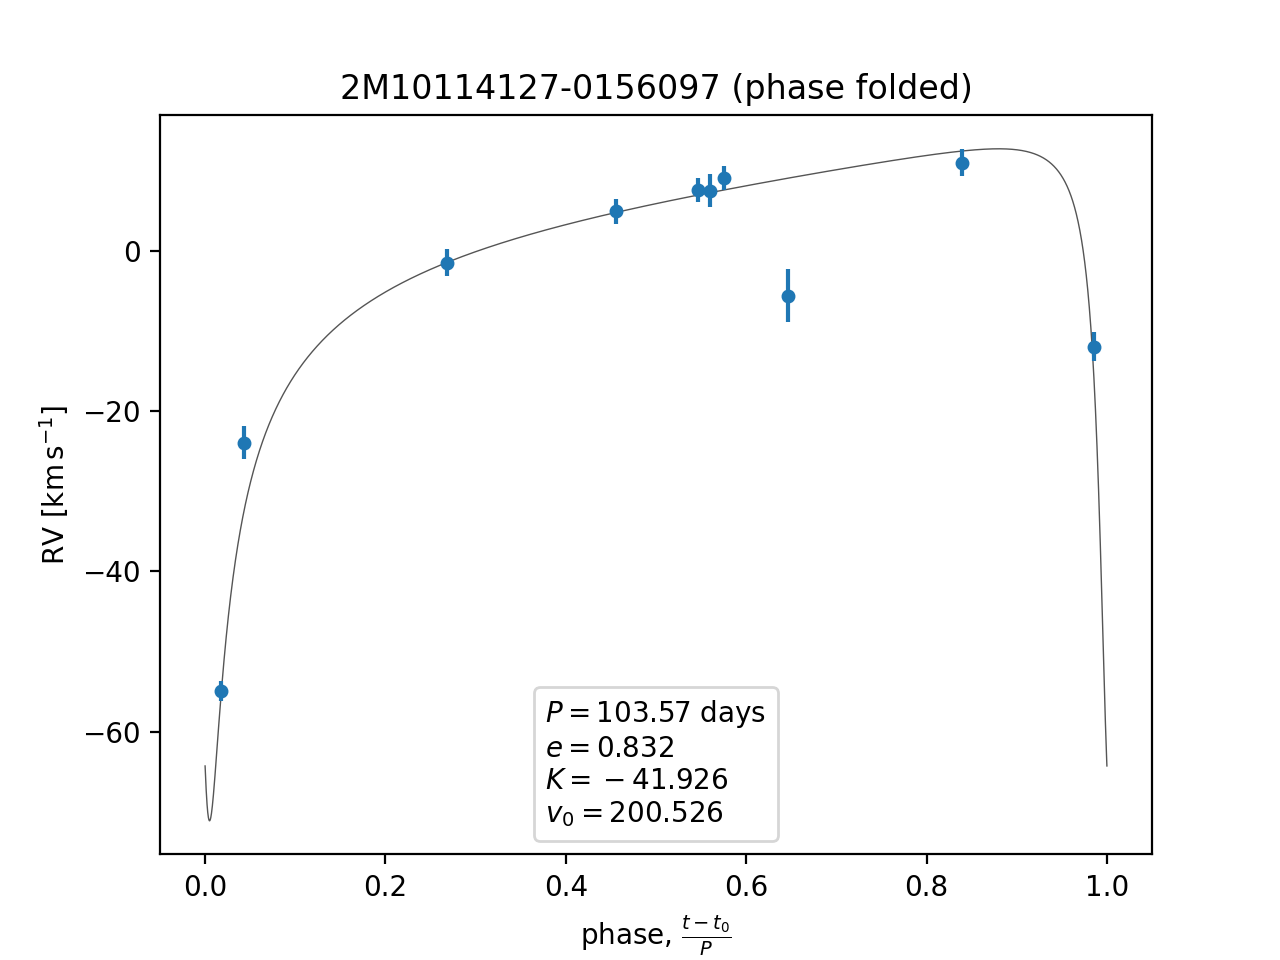 2M10114127-0156097 (phase folded)
RV [km s⁻¹]
0
−20
−40
−60
P = 103.57 days
e = 0.832
K = − 41.926
v₀ = 200.526
0.0 0.2 0.4 0.6 0.8 1.0
phase, (t − t₀)/P